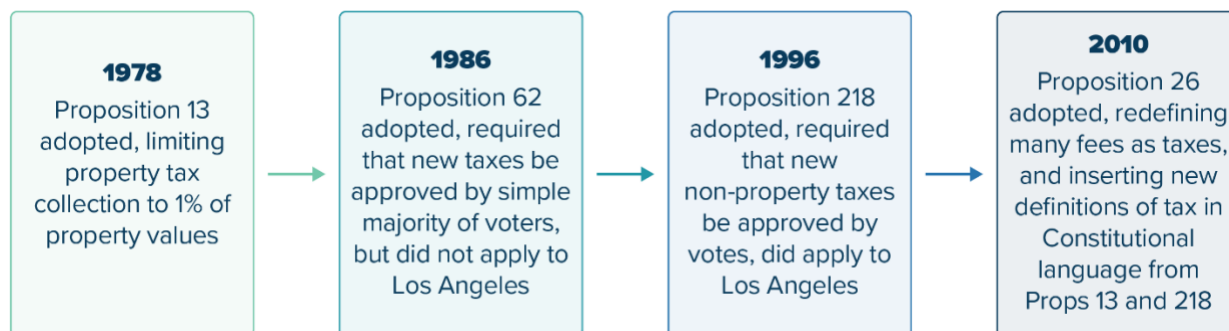 1978
Proposition 13
adopted, limiting
property tax
collection to 1% of
property values
1986
Proposition 62
adopted, required
that new taxes be
approved by simple
majority of voters,
but did not apply to
Los Angeles
1996
Proposition 218
adopted, required
that new
non-property taxes
be approved by
votes, did apply to
Los Angeles
2010
Proposition 26
adopted, redefining
many fees as taxes,
and inserting new
definitions of tax in
Constitutional
language from
Props 13 and 218